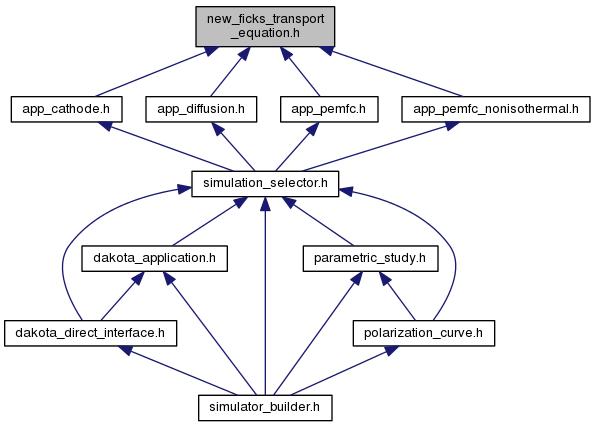 new_ficks_transport
_equation.h
app_cathode.h
app_diffusion.h
app_pemfc.h
app_pemfc_nonisothermal.h
simulation_selector.h
dakota_application.h
parametric_study.h
dakota_direct_interface.h
polarization_curve.h
simulator_builder.h